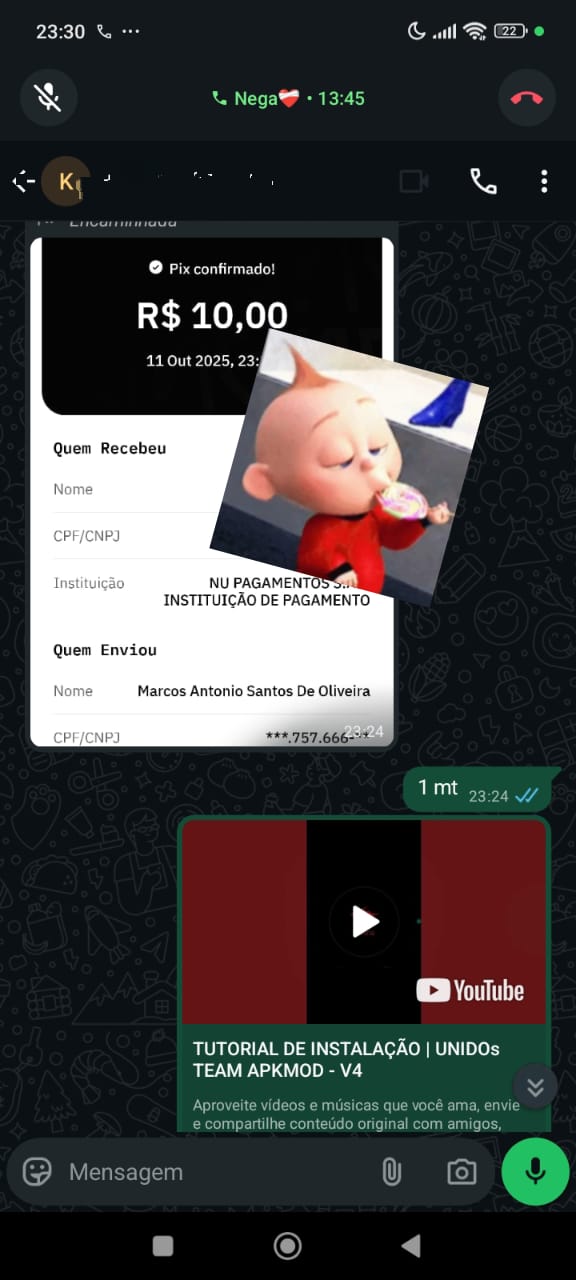 23:30
22
Nega • 13:45
K
Encaminhada
Pix confirmado!
R$ 10,00
11 Out 2025, 23:
Quem Recebeu
Nome
CPF/CNPJ
Instituição NU PAGAMENTOS
INSTITUIÇÃO DE PAGAMENTO
Quem Enviou
Nome Marcos Antonio Santos De Oliveira
CPF/CNPJ ***.757.666-**
23:24
1 mt 23:24
YouTube
TUTORIAL DE INSTALAÇÃO | UNIDOs
TEAM APKMOD - V4
Aproveite vídeos e músicas que você ama, envie
e compartilhe conteúdo original com amigos,
Mensagem